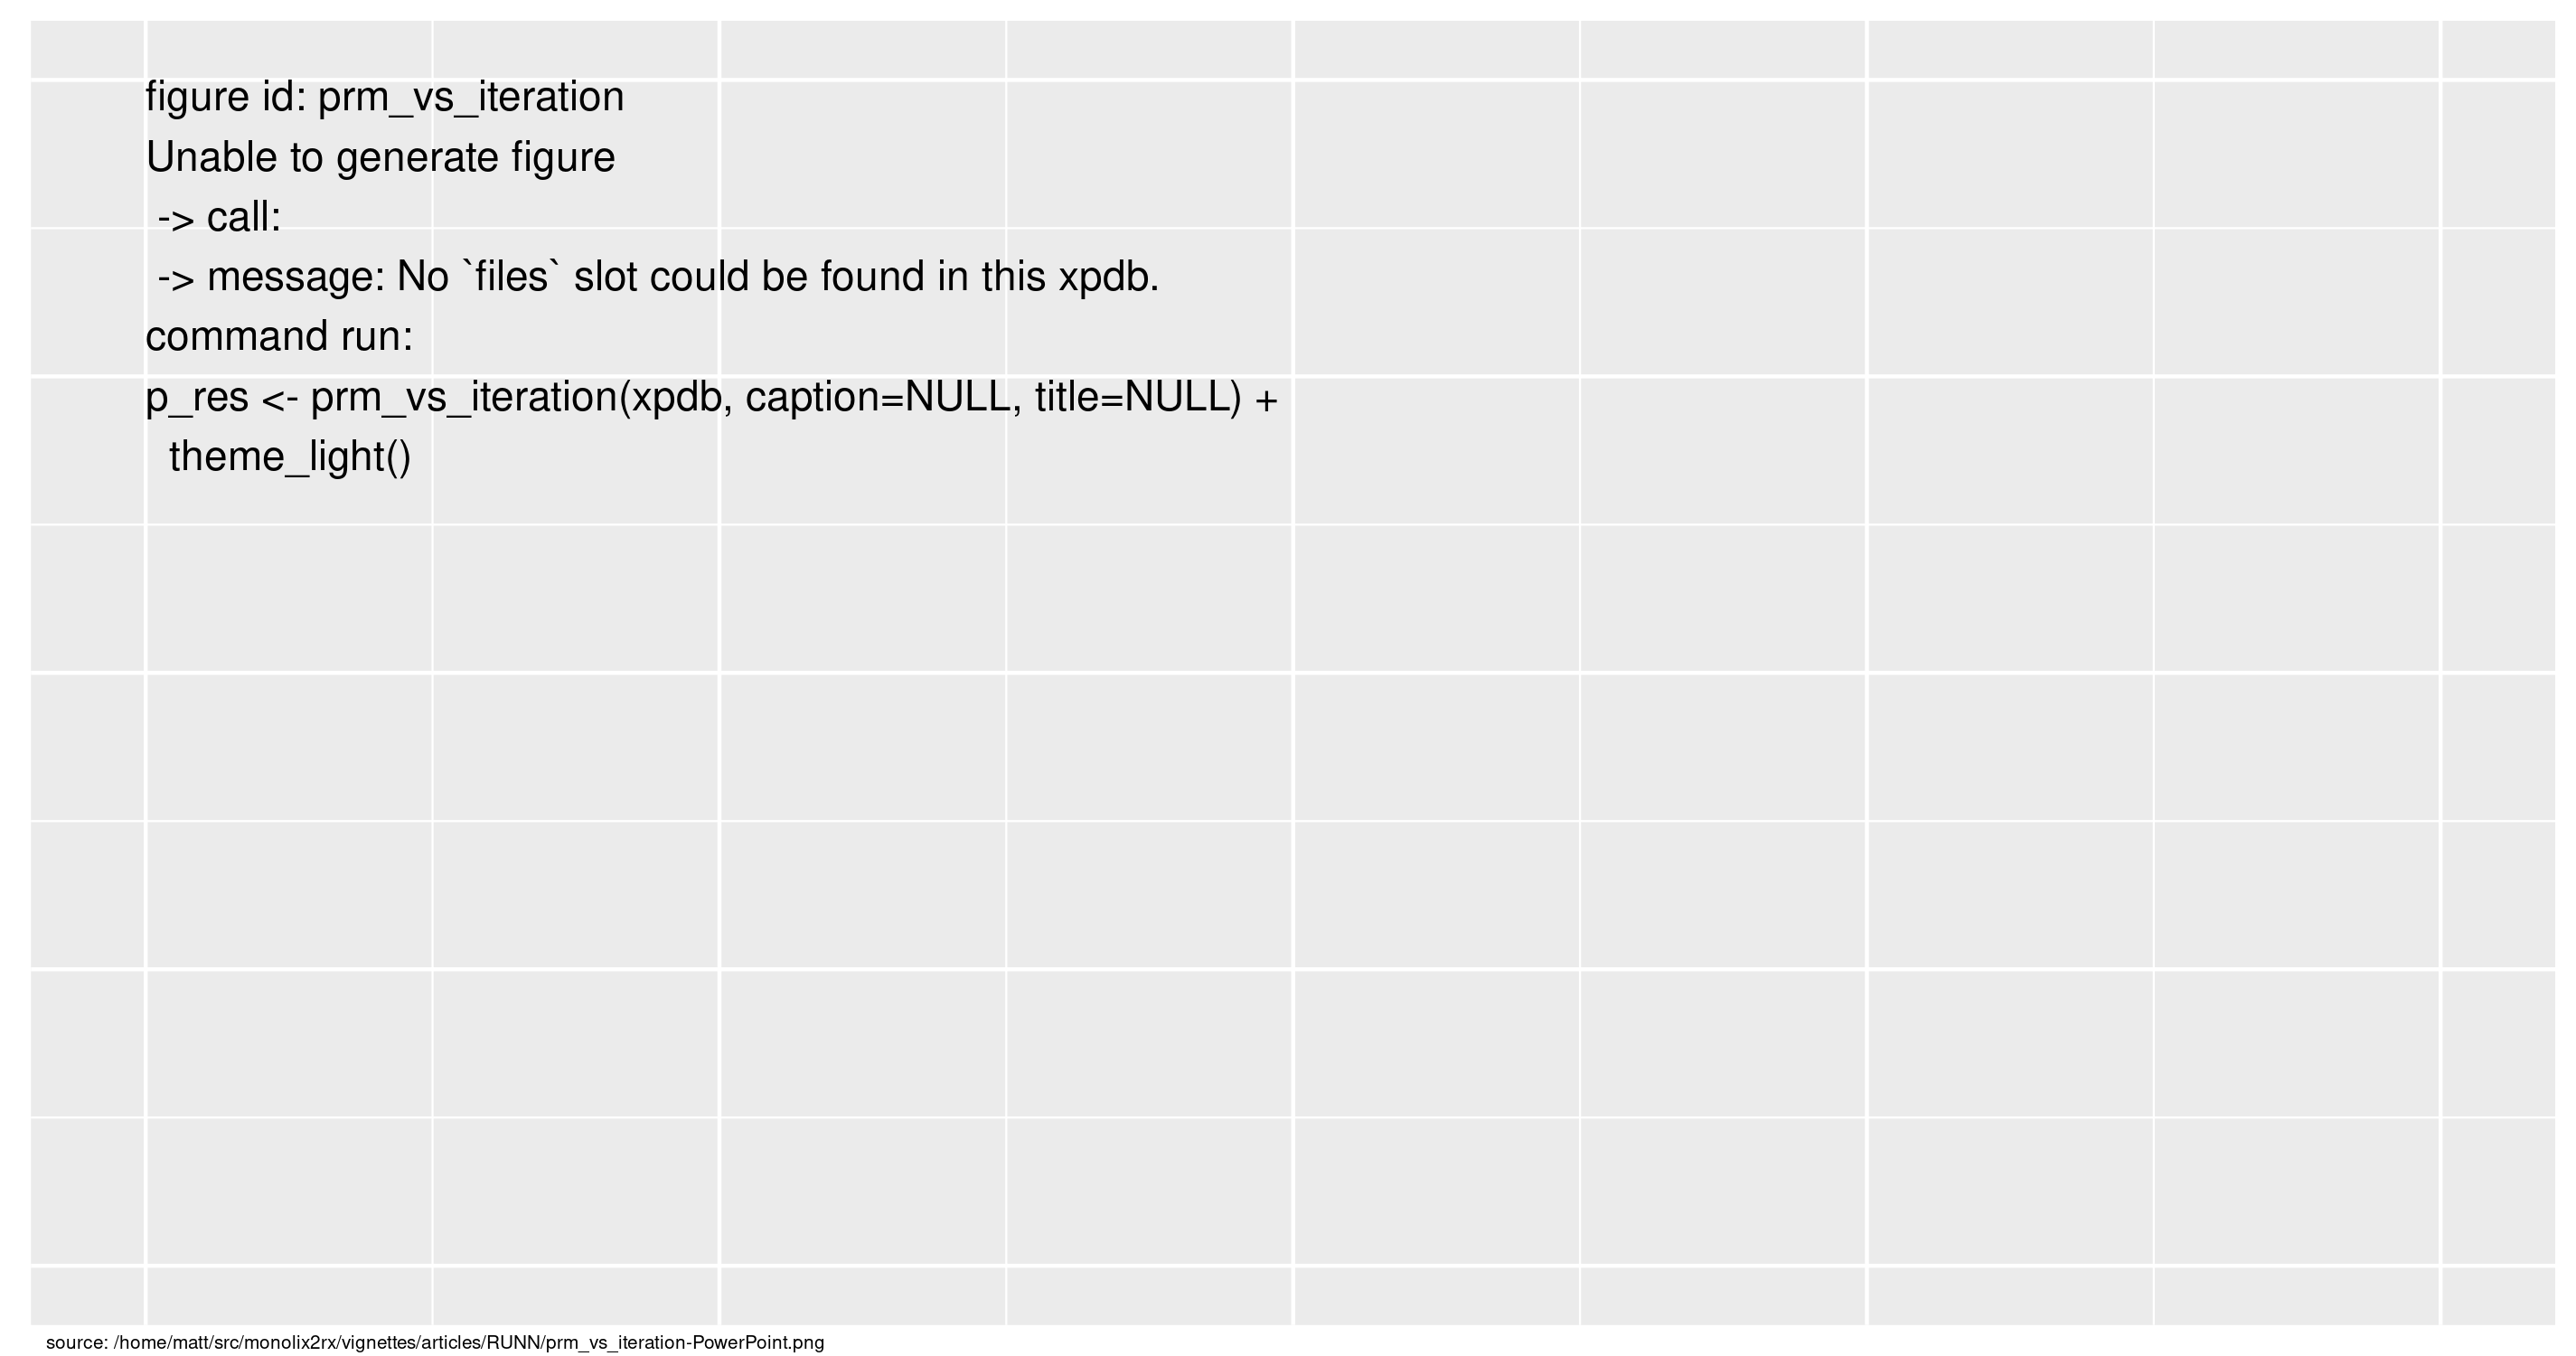 figure id: prm_vs_iteration
Unable to generate figure
 -> call:
 -> message: No `files` slot could be found in this xpdb.
command run:
p_res <- prm_vs_iteration(xpdb, caption=NULL, title=NULL) +
  theme_light()
source: /home/matt/src/monolix2rx/vignettes/articles/RUNN/prm_vs_iteration-PowerPoint.png